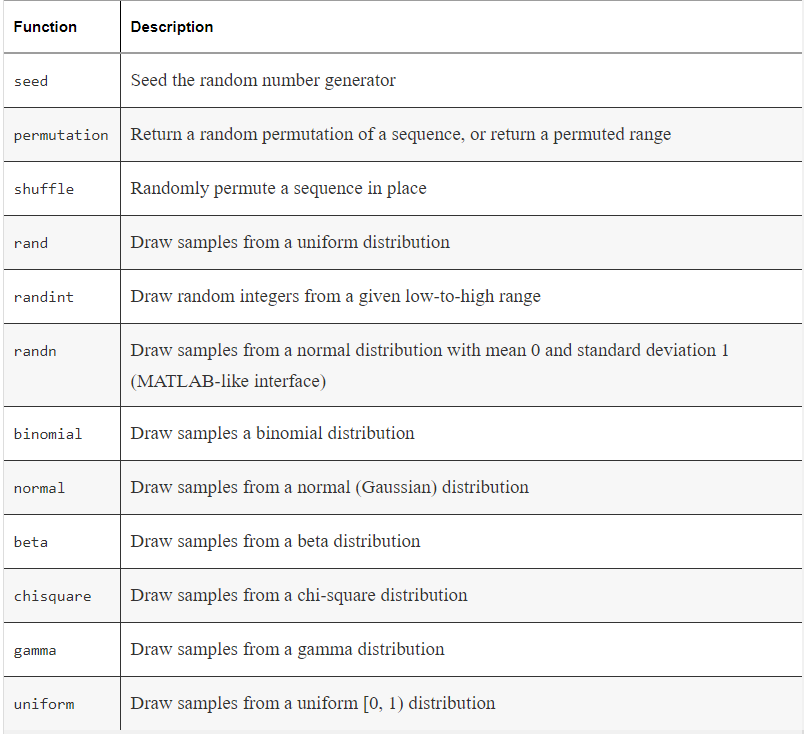 Function Description
seed Seed the random number generator
permutation Return a random permutation of a sequence, or return a permuted range
shuffle Randomly permute a sequence in place
rand Draw samples from a uniform distribution
randint Draw random integers from a given low-to-high range
randn Draw samples from a normal distribution with mean 0 and standard deviation 1
(MATLAB-like interface)
binomial Draw samples a binomial distribution
normal Draw samples from a normal (Gaussian) distribution
beta Draw samples from a beta distribution
chisquare Draw samples from a chi-square distribution
gamma Draw samples from a gamma distribution
uniform Draw samples from a uniform [0, 1) distribution